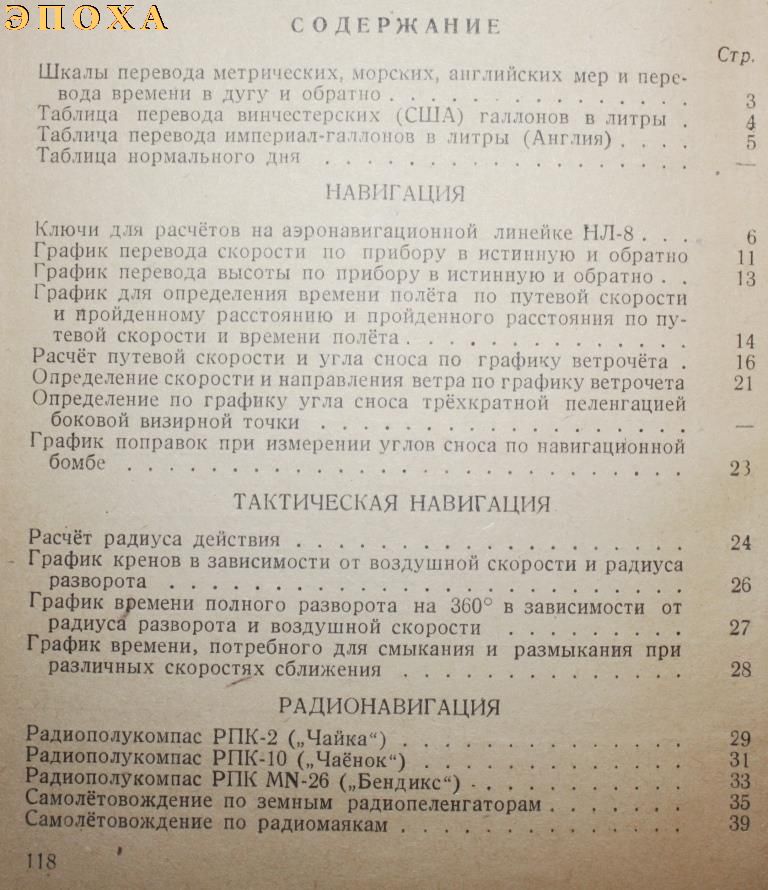 ЭПОХА
СОДЕРЖАНИЕ
Стр.
Шкалы перевода метрических, морских, английских мер и пере-
вода времени в дугу и обратно . . . . . . . . . . . . 3
Таблица перевода винчестерских (США) галлонов в литры . 4
Таблица перевода империал-галлонов в литры (Англия) . . . . 5
Таблица нормального дня . . . . . . . . . . . . . . . —
НАВИГАЦИЯ
Ключи для расчётов на аэронавигационной линейке НЛ-8 . . . 6
График перевода скорости по прибору в истинную и обратно 11
График перевода высоты по прибору в истинную и обратно . . 13
График для определения времени полёта по путевой скорости
и пройденному расстоянию и пройденного расстояния по пу-
тевой скорости и времени полёта . . . . . . . . . . . . 14
Расчёт путевой скорости и угла сноса по графику ветрочёта . 16
Определение скорости и направления ветра по графику ветрочета 21
Определение по графику угла сноса трёхкратной пеленгацией
боковой визирной точки . . . . . . . . . . . . . . . —
График поправок при измерении углов сноса по навигационной
бомбе . . . . . . . . . . . . . . . . . . . . . . 23
ТАКТИЧЕСКАЯ НАВИГАЦИЯ
Расчёт радиуса действия . . . . . . . . . . . . . . . . 24
График кренов в зависимости от воздушной скорости и радиуса
разворота . . . . . . . . . . . . . . . . . . . . 26
График времени полного разворота на 360° в зависимости от
радиуса разворота и воздушной скорости . . . . . . . . 27
График времени, потребного для смыкания и размыкания при
различных скоростях сближения . . . . . . . . . . . . 28
РАДИОНАВИГАЦИЯ
Радиополукомпас РПК-2 („Чайка“) . . . . . . . . . . . . 29
Радиополукомпас РПК-10 („Чаёнок“) . . . . . . . . . . . 31
Радиополукомпас РПК MN-26 („Бендикс“) . . . . . . . . . 33
Самолётовождение по земным радиопеленгаторам . . . . . . 35
Самолётовождение по радиомаякам . . . . . . . . . . . . 39
118